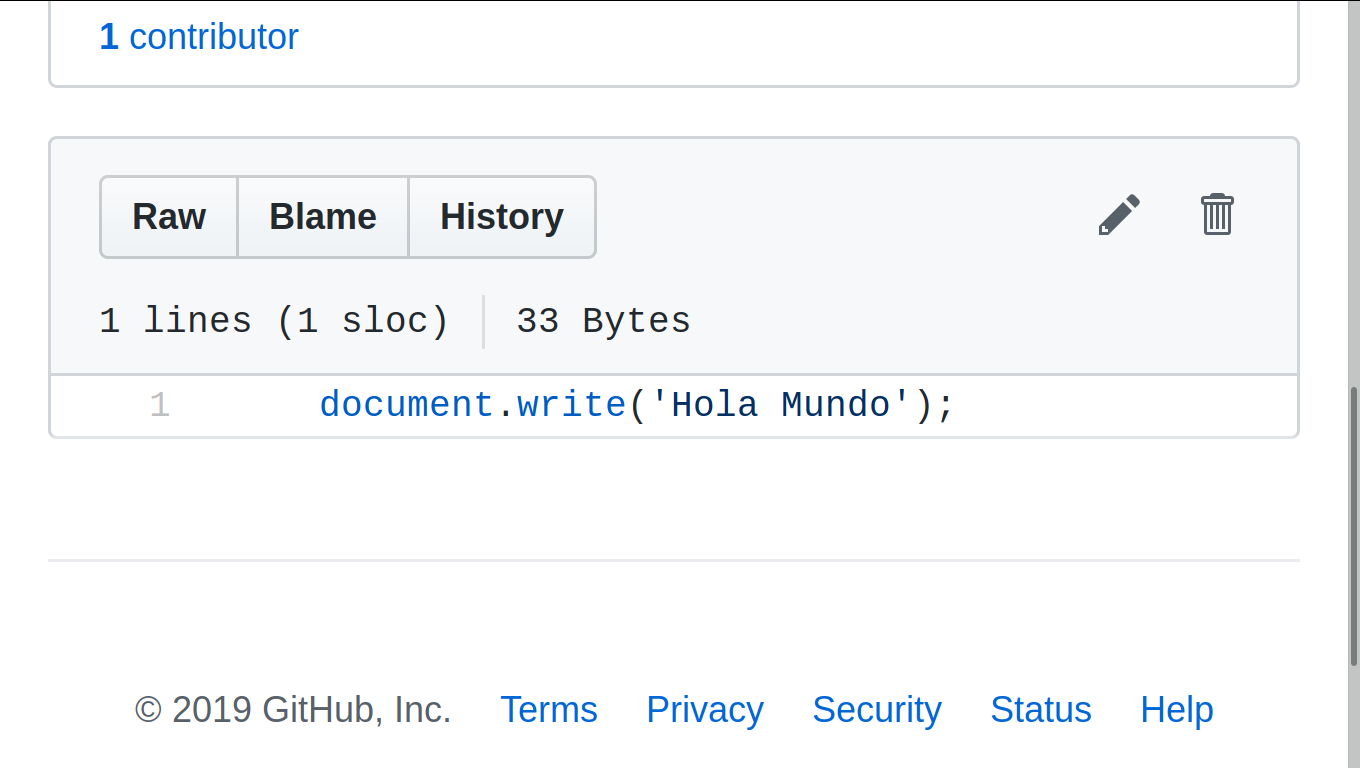 1 contributor
Raw Blame History
1 lines (1 sloc) 33 Bytes
1 document.write('Hola Mundo');
© 2019 GitHub, Inc. Terms Privacy Security Status Help